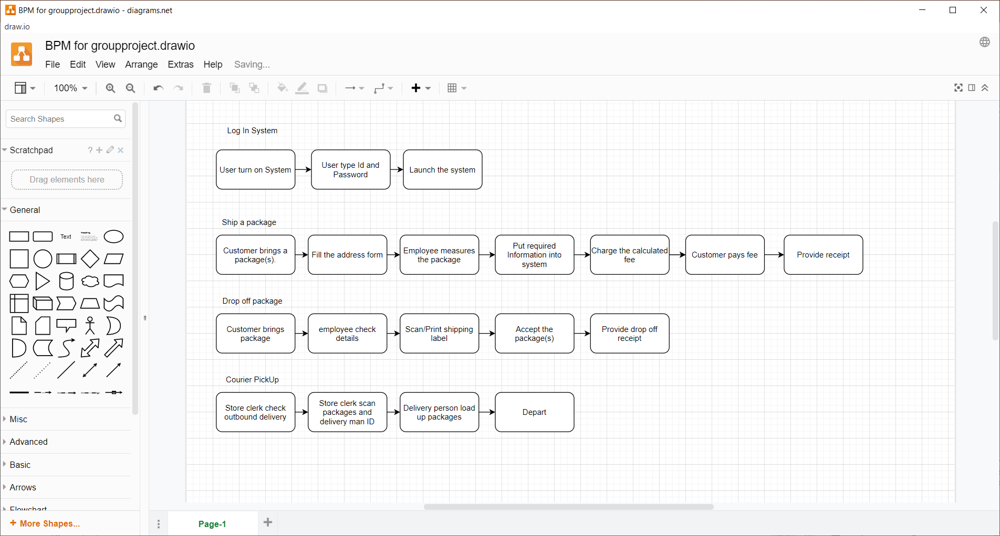 BPM for groupproject.drawio - diagrams.net
draw.io
BPM for groupproject.drawio
File Edit View Arrange Extras Help Saving...
100%
Search Shapes
Scratchpad
?
Drag elements here
General
Text
Heading
Misc
Advanced
Basic
Arrows
Flowchart
+ More Shapes...
Log In System
User turn on System
User type Id and
Password
Launch the system
Ship a package
Customer brings a
package(s).
Fill the address form
Employee measures
the package
Put required
Information into
system
Charge the calculated
fee
Customer pays fee
Provide receipt
Drop off package
Customer brings
package
employee check
details
Scan/Print shipping
label
Accept the
package(s)
Provide drop off
receipt
Courier PickUp
Store clerk check
outbound delivery
Store clerk scan
packages and
delivery man ID
Delivery person load
up packages
Depart
Page-1